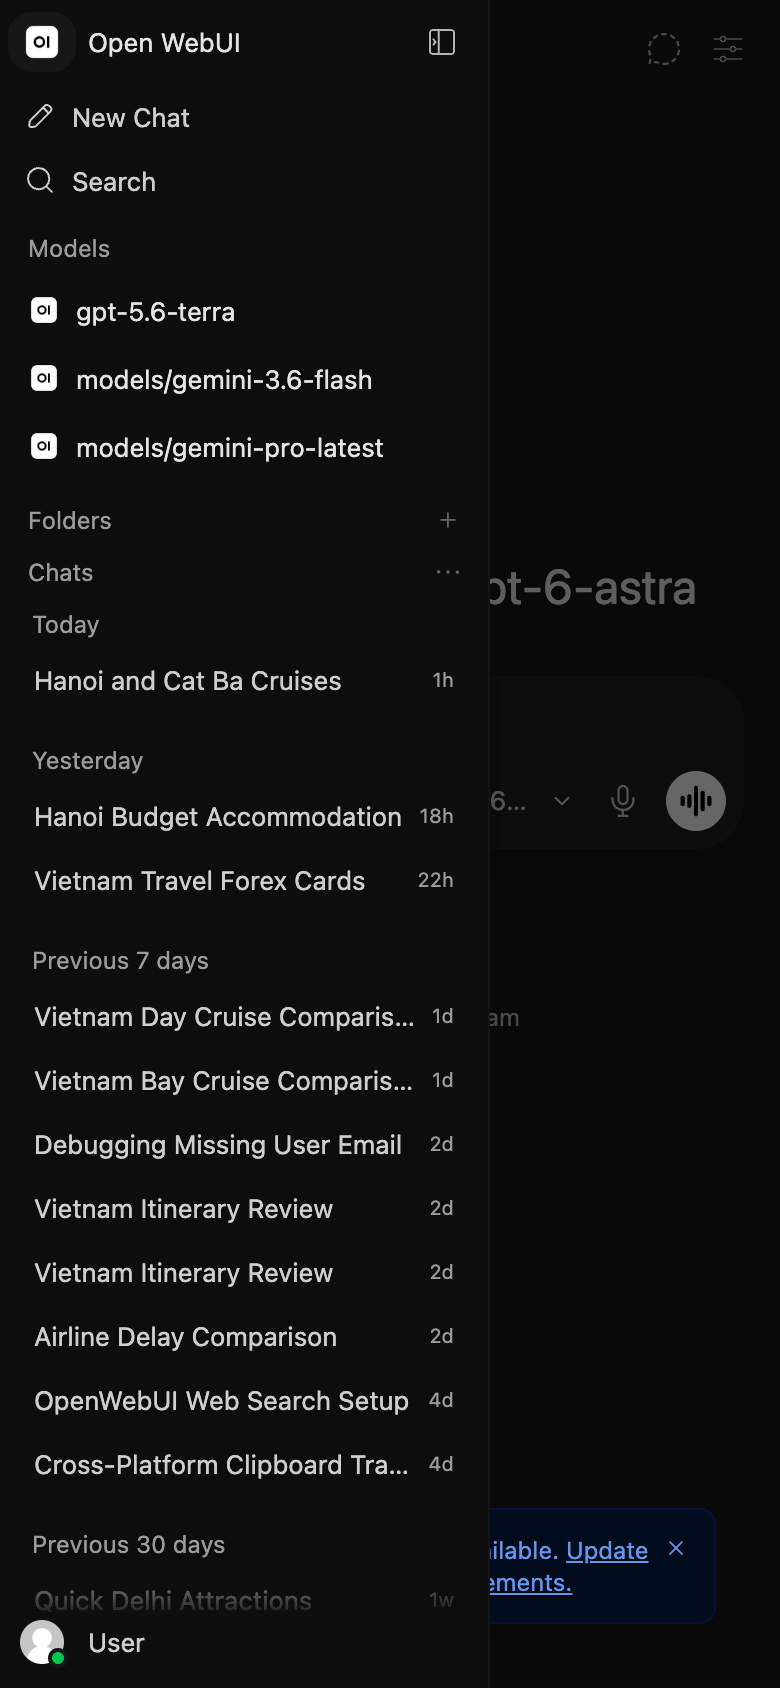 OI Open WebUI
New Chat
Search
Models
OI gpt-5.6-terra
OI models/gemini-3.6-flash
OI models/gemini-pro-latest
Folders
Chats
pt-6-astra
Today
Hanoi and Cat Ba Cruises 1h
Yesterday
6...
Hanoi Budget Accommodation 18h
Vietnam Travel Forex Cards 22h
Previous 7 days
Vietnam Day Cruise Comparis... 1d
am
Vietnam Bay Cruise Comparis... 1d
Debugging Missing User Email 2d
Vietnam Itinerary Review 2d
Vietnam Itinerary Review 2d
Airline Delay Comparison 2d
OpenWebUI Web Search Setup 4d
Cross-Platform Clipboard Tra... 4d
Previous 30 days
ilable. Update
ements.
Quick Delhi Attractions 1w
User